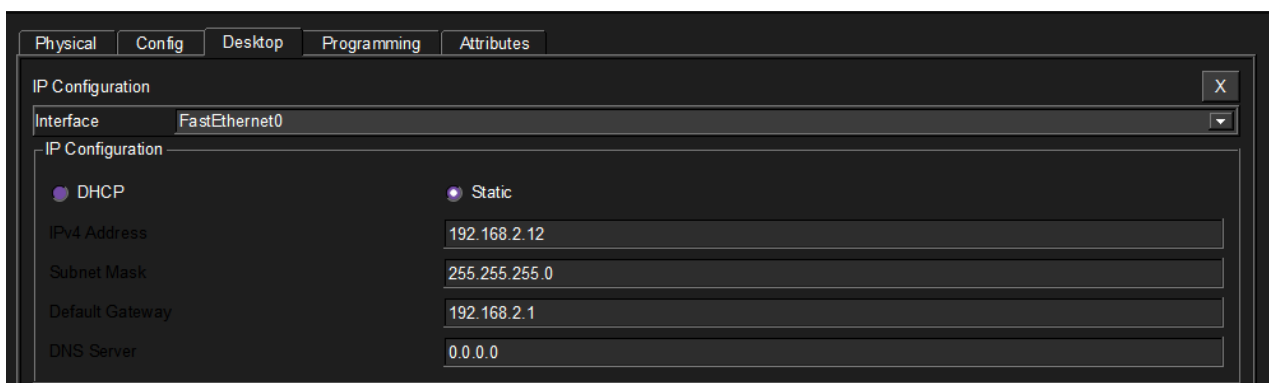 Physical Config Desktop Programming Attributes
IP Configuration X
Interface FastEthernet0
IP Configuration
DHCP Static
IPv4 Address 192.168.2.12
Subnet Mask 255.255.255.0
Default Gateway 192.168.2.1
DNS Server 0.0.0.0